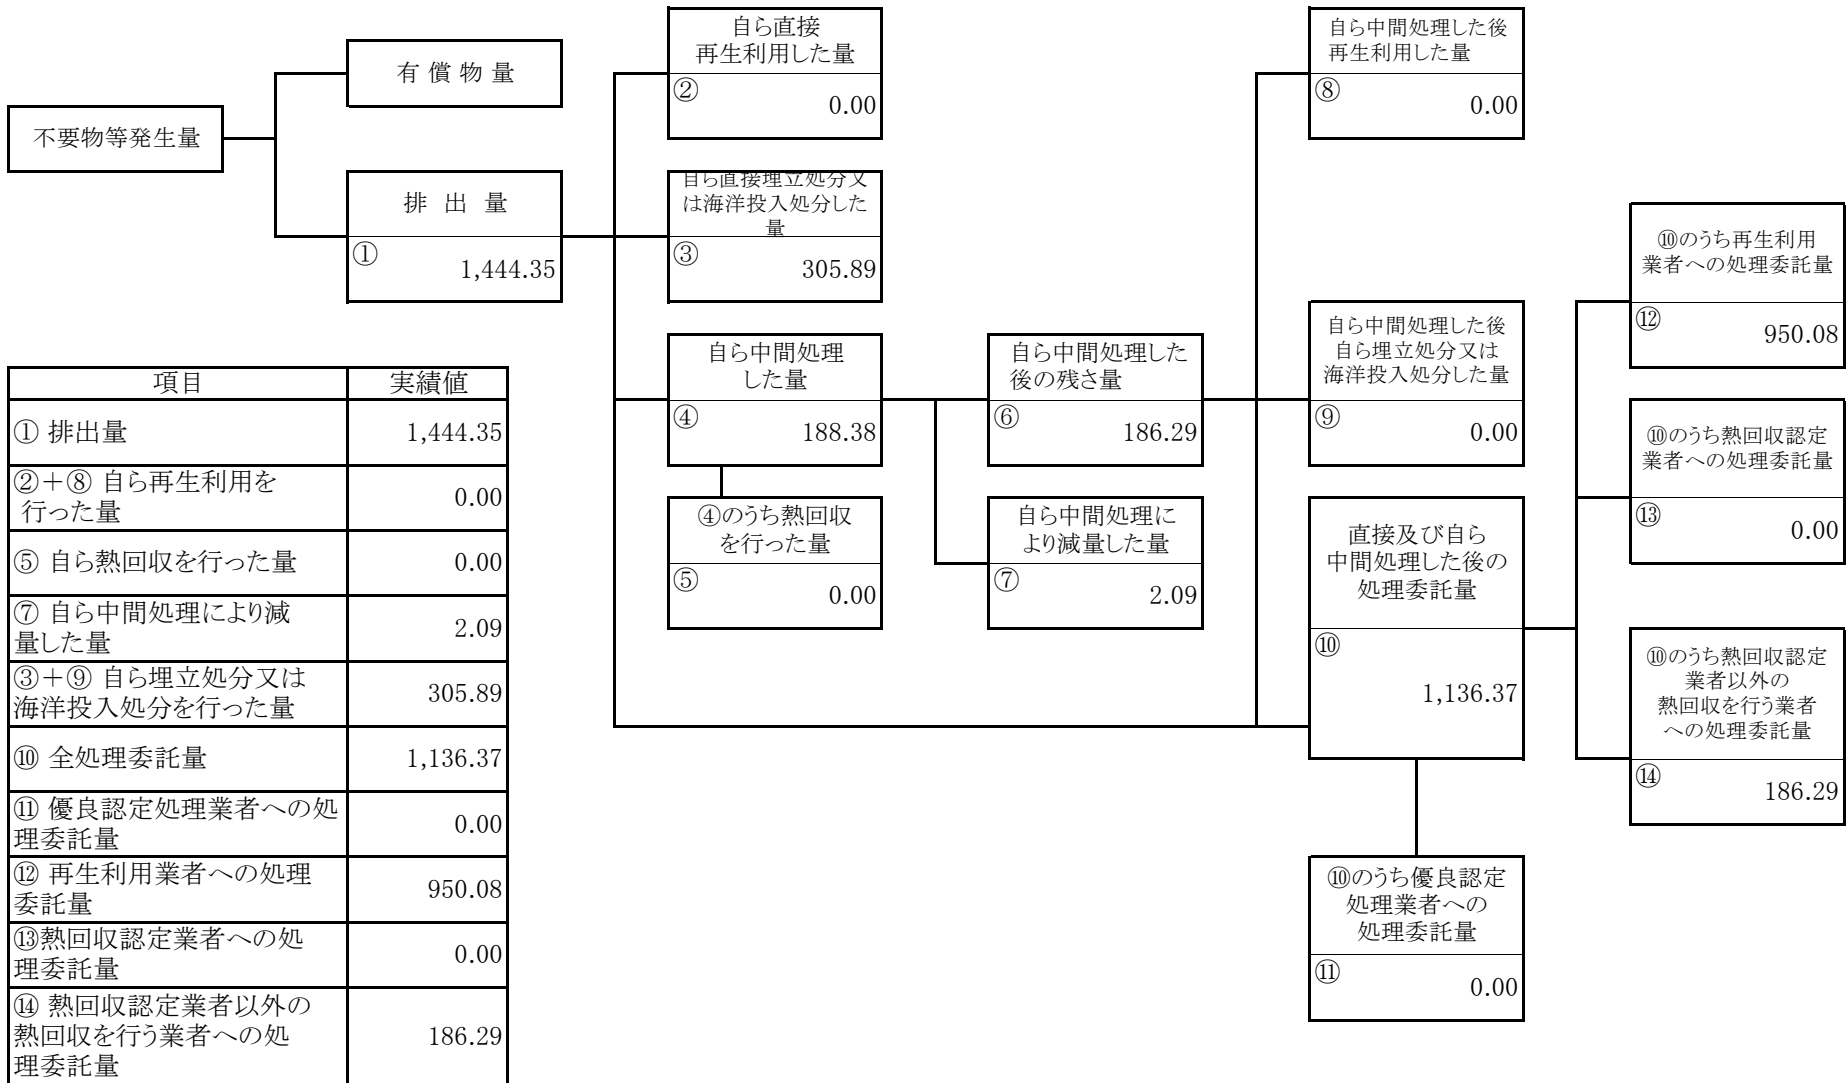 不要物等発生量
有 償 物 量
排　出　量
①
1,444.35
自ら直接
再生利用した量
②
0.00
自ら直接埋立処分又
は海洋投入処分した
量
③
305.89
自ら中間処理
した量
④
188.38
④のうち熱回収
を行った量
⑤
0.00
自ら中間処理した
後の残さ量
⑥
186.29
自ら中間処理に
より減量した量
⑦
2.09
自ら中間処理した後
再生利用した量
⑧
0.00
自ら中間処理した後
自ら埋立処分又は
海洋投入処分した量
⑨
0.00
直接及び自ら
中間処理した後の
処理委託量
⑩
1,136.37
⑩のうち優良認定
処理業者への
処理委託量
⑪
0.00
⑩のうち再生利用
業者への処理委託量
⑫
950.08
⑩のうち熱回収認定
業者への処理委託量
⑬
0.00
⑩のうち熱回収認定
業者以外の
熱回収を行う業者
への処理委託量
⑭
186.29
項目 実績値
① 排出量 1,444.35
②＋⑧ 自ら再生利用を
行った量 0.00
⑤ 自ら熱回収を行った量 0.00
⑦ 自ら中間処理により減
量した量 2.09
③＋⑨ 自ら埋立処分又は
海洋投入処分を行った量 305.89
⑩ 全処理委託量 1,136.37
⑪ 優良認定処理業者への処
理委託量 0.00
⑫ 再生利用業者への処理
委託量 950.08
⑬熱回収認定業者への処
理委託量 0.00
⑭ 熱回収認定業者以外の
熱回収を行う業者への処
理委託量 186.29